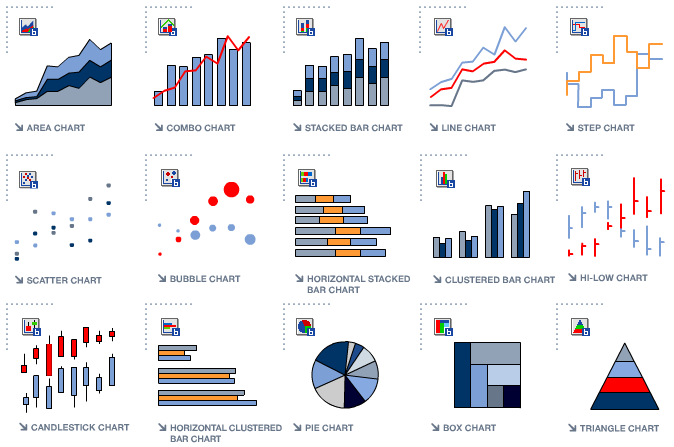 AREA CHART
COMBO CHART
STACKED BAR CHART
LINE CHART
STEP CHART
SCATTER CHART
BUBBLE CHART
HORIZONTAL STACKED
BAR CHART
CLUSTERED BAR CHART
HI-LOW CHART
CANDLESTICK CHART
HORIZONTAL CLUSTERED
BAR CHART
PIE CHART
BOX CHART
TRIANGLE CHART